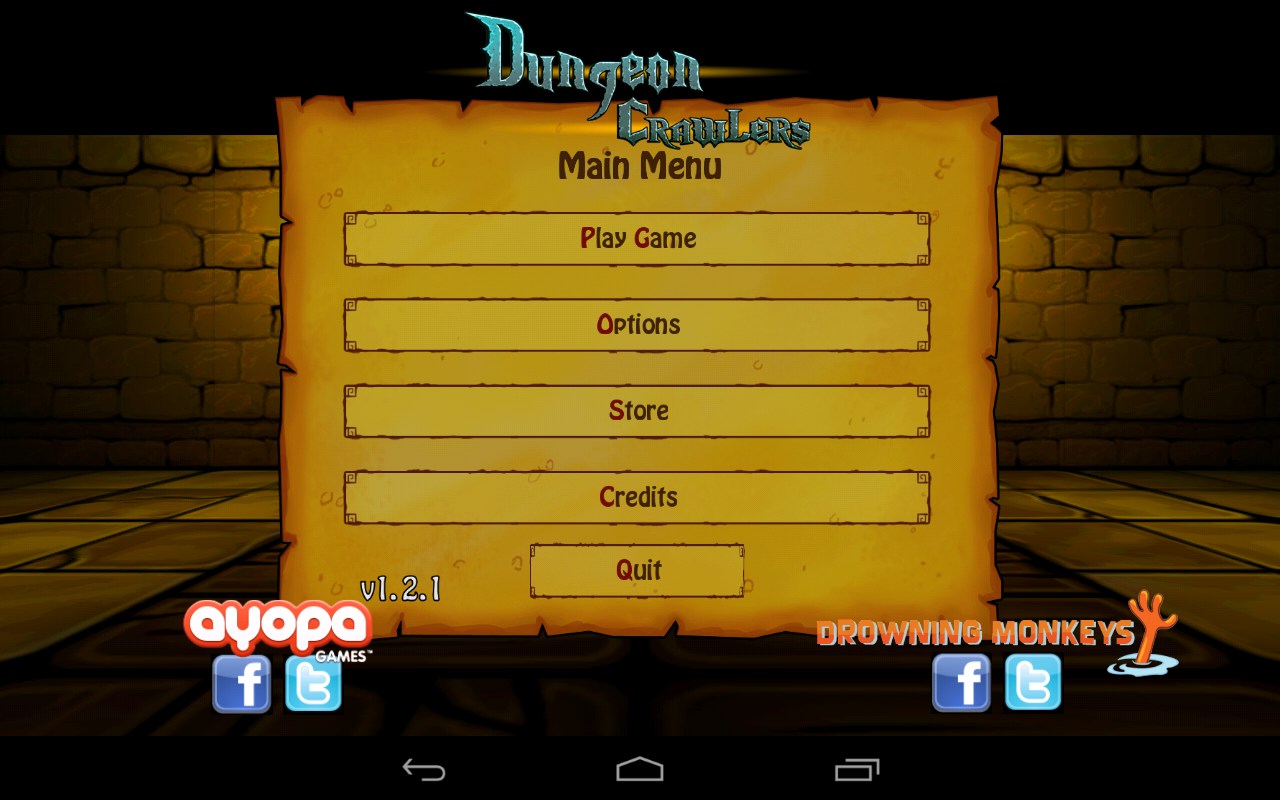 Dungeon
Crawlers
Main Menu
Play Game
Options
Store
Credits
Quit
v1.2.1
ayopa
GAMES™
DROWNING MONKEYS
f
t
f
t